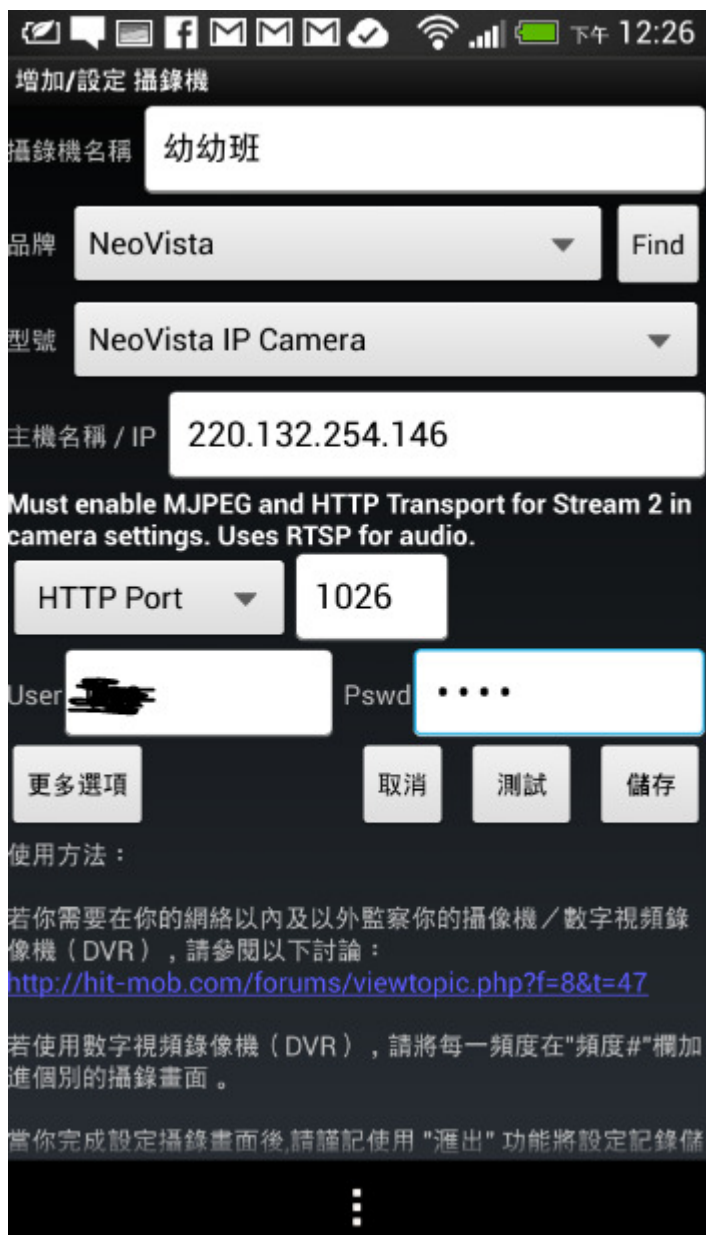 下午 12:26
增加/設定 攝錄機
攝錄機名稱 幼幼班
品牌 NeoVista Find
型號 NeoVista IP Camera
主機名稱 / IP 220.132.254.146
Must enable MJPEG and HTTP Transport for Stream 2 in
camera settings. Uses RTSP for audio.
HTTP Port 1026
User Pswd ••••
更多選項 取消 測試 儲存
使用方法：
若你需要在你的網絡以內及以外監察你的攝像機／數字視頻錄
像機（DVR），請參閱以下討論：
http://hit-mob.com/forums/viewtopic.php?f=8&t=47
若使用數字視頻錄像機（DVR），請將每一頻度在"頻度#"欄加
進個別的攝錄畫面。
當你完成設定攝錄畫面後,請謹記使用 "滙出" 功能將設定記錄儲